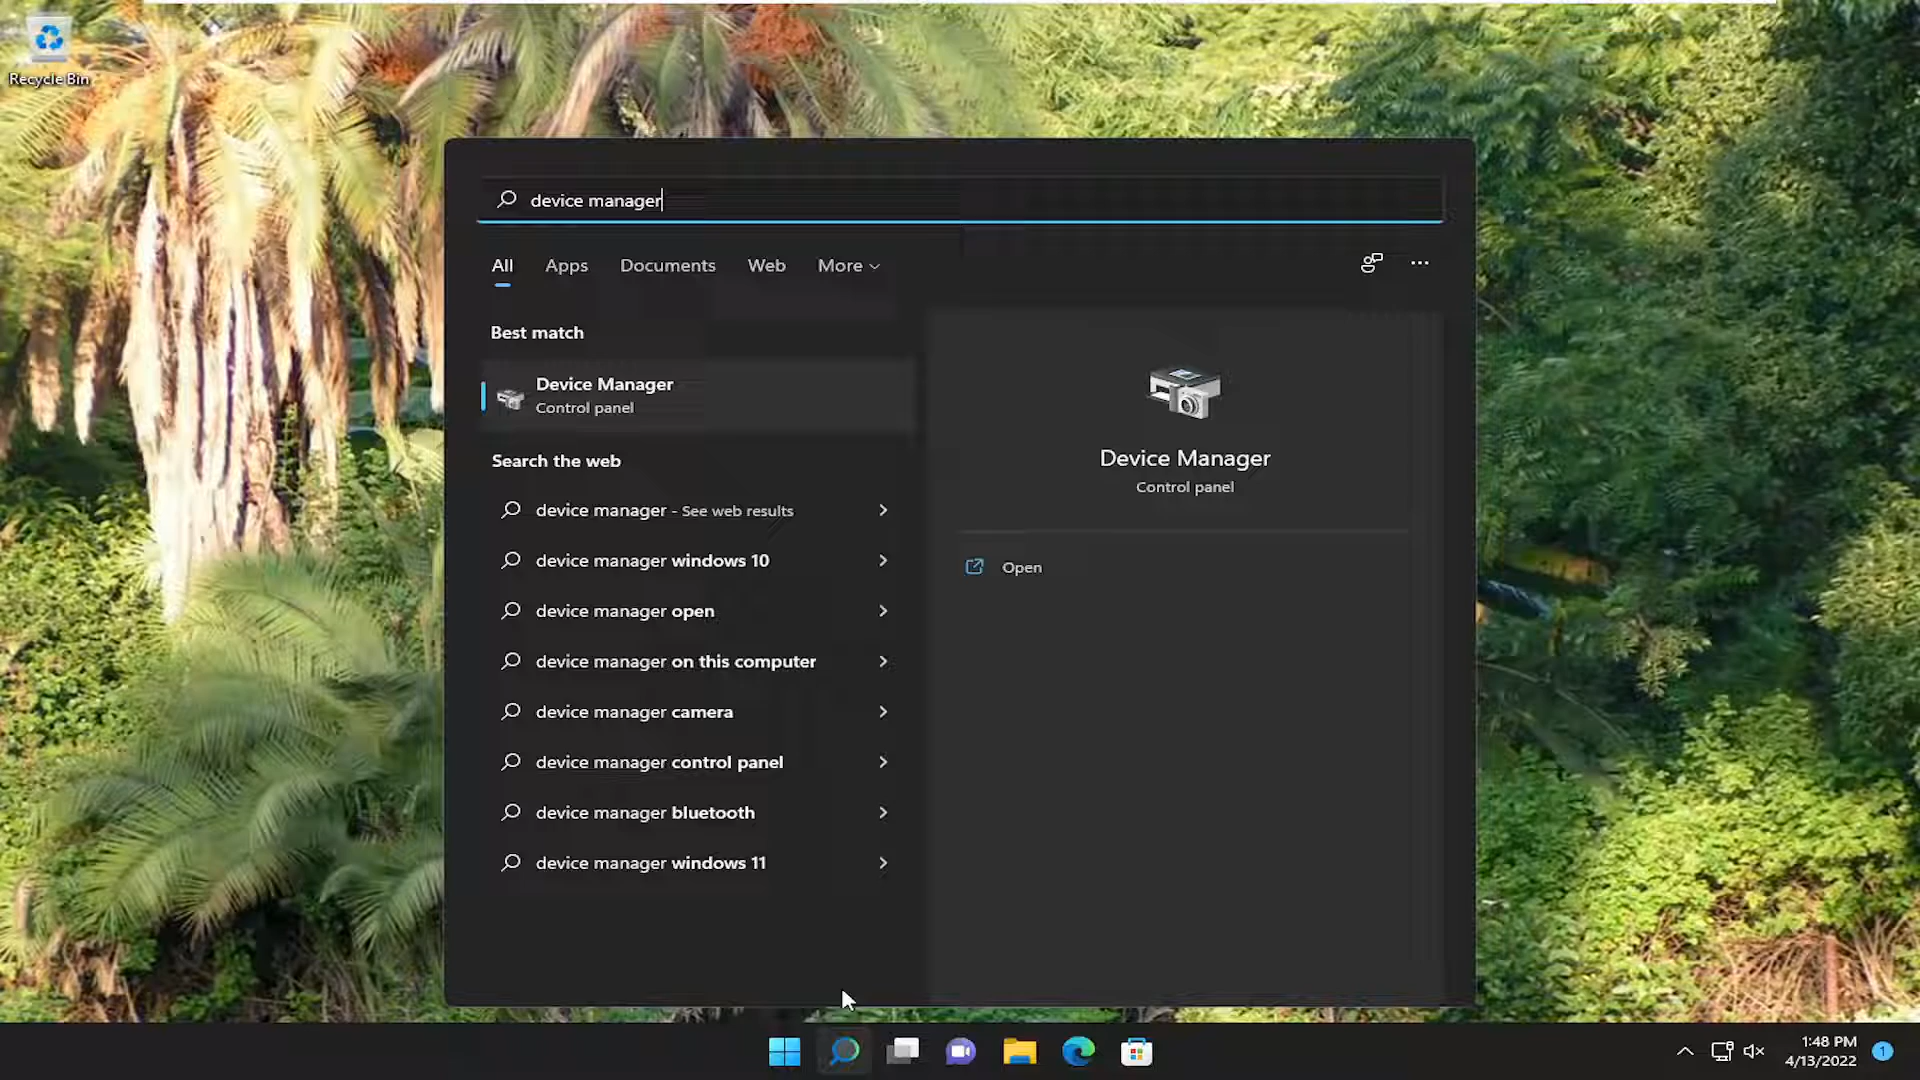 Recycle Bin
device manager
All Apps Documents Web More
Best match
Device Manager
Control panel
Search the web
device manager - See web results
device manager windows 10
device manager open
device manager on this computer
device manager camera
device manager control panel
device manager bluetooth
device manager windows 11
Device Manager
Control panel
Open
1:48 PM
4/13/2022
1